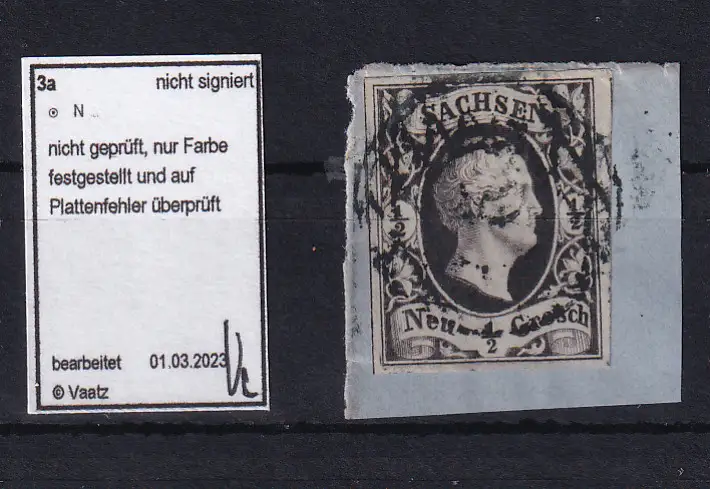 3a nicht signiert
⊙ N
nicht geprüft, nur Farbe
festgestellt und auf
Plattenfehler überprüft
bearbeitet 01.03.2023
© Vaatz
SACHSEN
½ ½
Neu- Grosch
2